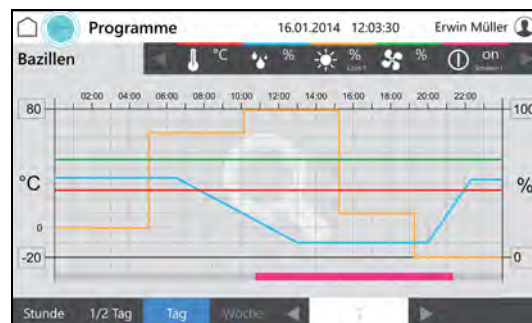 Programme 16.01.2014 12:03:30 Erwin Müller
Bazillen °C % % % on
02:00 04:00 06:00 08:00 10:00 12:00 14:00 16:00 18:00 20:00 22:00
80 100
°C %
0
-20 0
Stunde 1/2 Tag Tag Woche